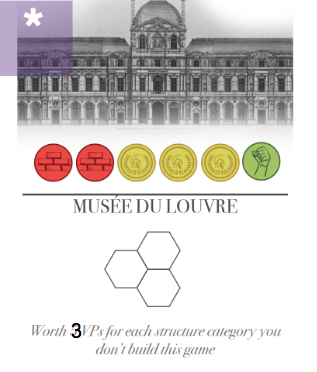 *
MUSÉE DU LOUVRE
Worth 3 VPs for each structure category you
don't build this game